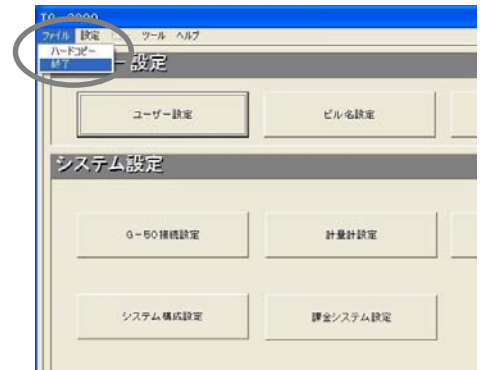 ファイル 設定 ツール ヘルプ
ハードコピー
終了
ー設定
ユーザー設定 ビル名設定
システム設定
G-50接続設定 計量計設定
システム構成設定 課金システム設定